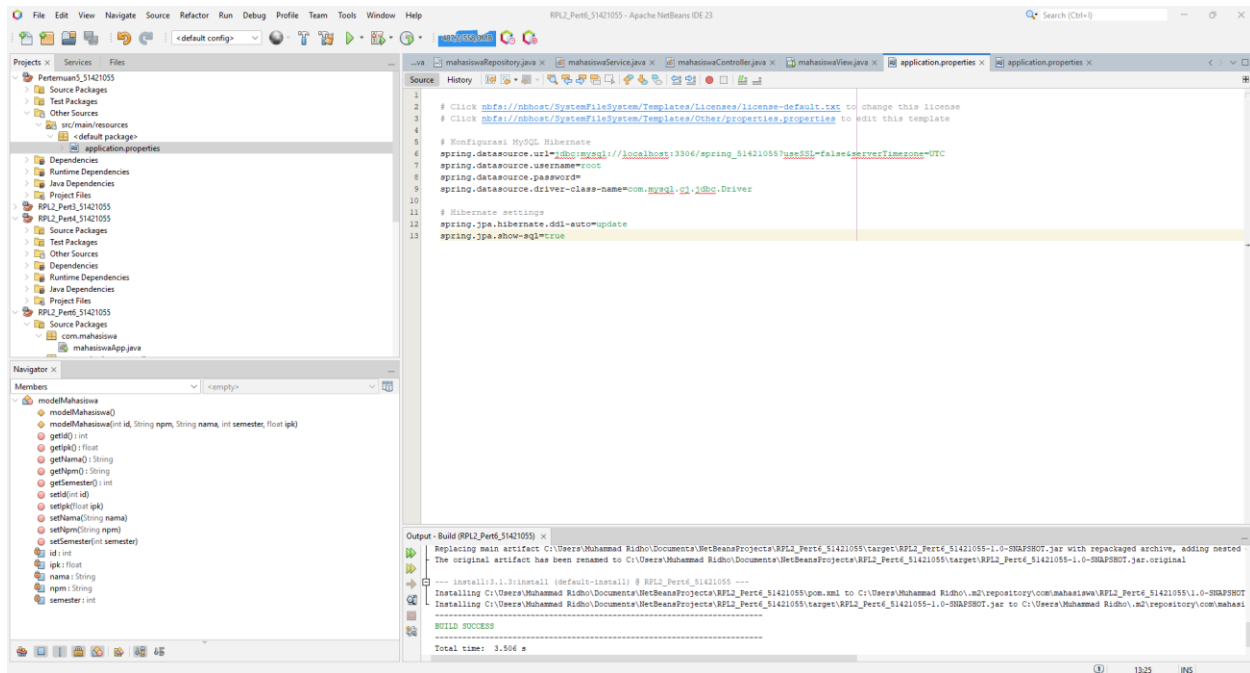 File Edit View Navigate Source Refactor Run Debug Profile Team Tools Window Help
RPL2_Pert6_51421055 - Apache NetBeans IDE 23
Search (Ctrl+I)
<default config>
Projects Services Files
Pertemuan5_51421055
Source Packages
Test Packages
Other Sources
src/main/resources
<default package>
application.properties
Dependencies
Runtime Dependencies
Java Dependencies
Project Files
RPL2_Pert3_51421055
RPL2_Pert4_51421055
Source Packages
Test Packages
Other Sources
Dependencies
Runtime Dependencies
Java Dependencies
Project Files
RPL2_Pert6_51421055
Source Packages
com.mahasiswa
mahasiswaApp.java
Navigator
Members <empty>
modelMahasiswa
modelMahasiswa()
modelMahasiswa(int id, String npm, String nama, int semester, float ipk)
getId() : int
getIpk() : float
getNama() : String
getNpm() : String
getSemester() : int
setId(int id)
setIpk(float ipk)
setNama(String nama)
setNpm(String npm)
setSemester(int semester)
id : int
ipk : float
nama : String
npm : String
semester : int
...va mahasiswaRepository.java mahasiswaService.java mahasiswaController.java mahasiswaView.java application.properties application.properties
Source History
1
2 # Click nbfs://nbhost/SystemFileSystem/Templates/Licenses/license-default.txt to change this license
3 # Click nbfs://nbhost/SystemFileSystem/Templates/Other/properties.properties to edit this template
4
5 # Konfigurasi MySQL Hibernate
6 spring.datasource.url=jdbc:mysql://localhost:3306/spring_51421055?useSSL=false&serverTimezone=UTC
7 spring.datasource.username=root
8 spring.datasource.password=
9 spring.datasource.driver-class-name=com.mysql.cj.jdbc.Driver
10
11 # Hibernate settings
12 spring.jpa.hibernate.ddl-auto=update
13 spring.jpa.show-sql=true
Output - Build (RPL2_Pert6_51421055)
Replacing main artifact C:\Users\Muhammad Ridho\Documents\NetBeansProjects\RPL2_Pert6_51421055\target\RPL2_Pert6_51421055-1.0-SNAPSHOT.jar with repackaged archive, adding nested
The original artifact has been renamed to C:\Users\Muhammad Ridho\Documents\NetBeansProjects\RPL2_Pert6_51421055\target\RPL2_Pert6_51421055-1.0-SNAPSHOT.jar.original
--- install:3.1.3:install (default-install) @ RPL2_Pert6_51421055 ---
Installing C:\Users\Muhammad Ridho\Documents\NetBeansProjects\RPL2_Pert6_51421055\pom.xml to C:\Users\Muhammad Ridho\.m2\repository\com\mahasiswa\RPL2_Pert6_51421055\1.0-SNAPSHOT
Installing C:\Users\Muhammad Ridho\Documents\NetBeansProjects\RPL2_Pert6_51421055\target\RPL2_Pert6_51421055-1.0-SNAPSHOT.jar to C:\Users\Muhammad Ridho\.m2\repository\com\mahasi
------------------------------------------------------------------------
BUILD SUCCESS
------------------------------------------------------------------------
Total time: 3.506 s
13:25 INS